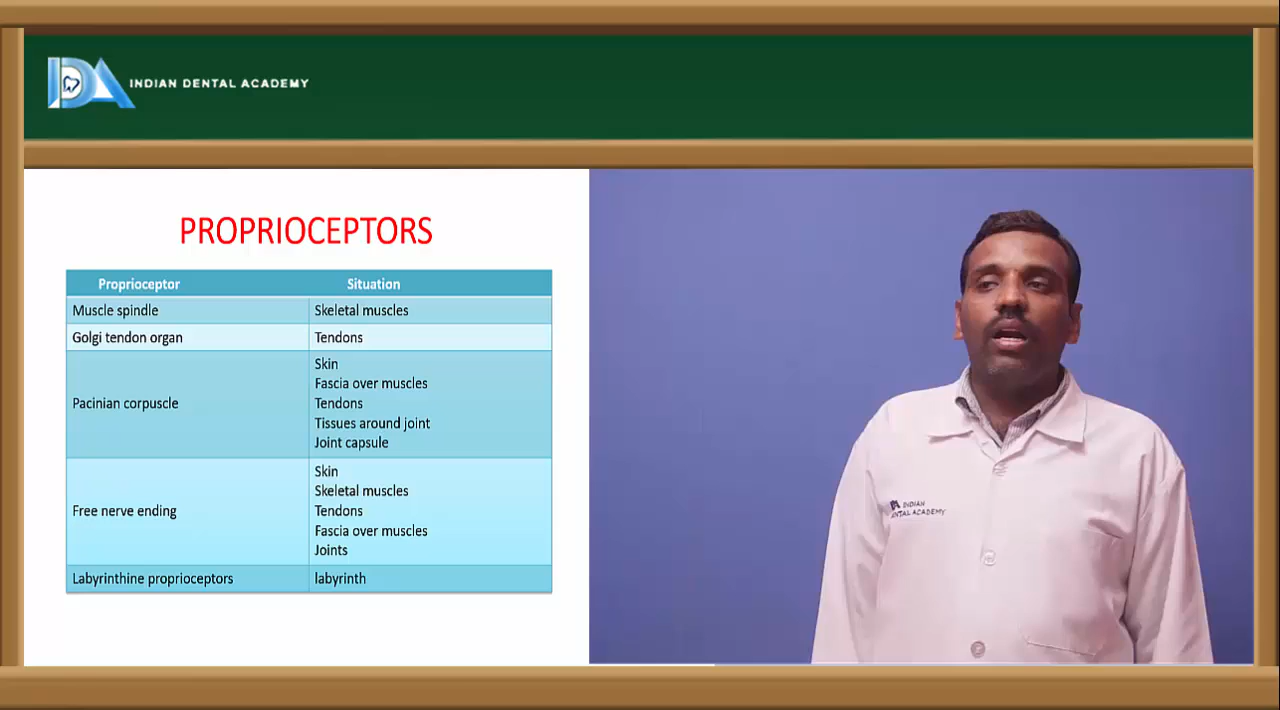 INDIAN DENTAL ACADEMY
PROPRIOCEPTORS
Proprioceptor Situation
Muscle spindle Skeletal muscles
Golgi tendon organ Tendons
Pacinian corpuscle
Skin
Fascia over muscles
Tendons
Tissues around joint
Joint capsule
Free nerve ending
Skin
Skeletal muscles
Tendons
Fascia over muscles
Joints
Labyrinthine proprioceptors labyrinth
INDIAN
DENTAL ACADEMY